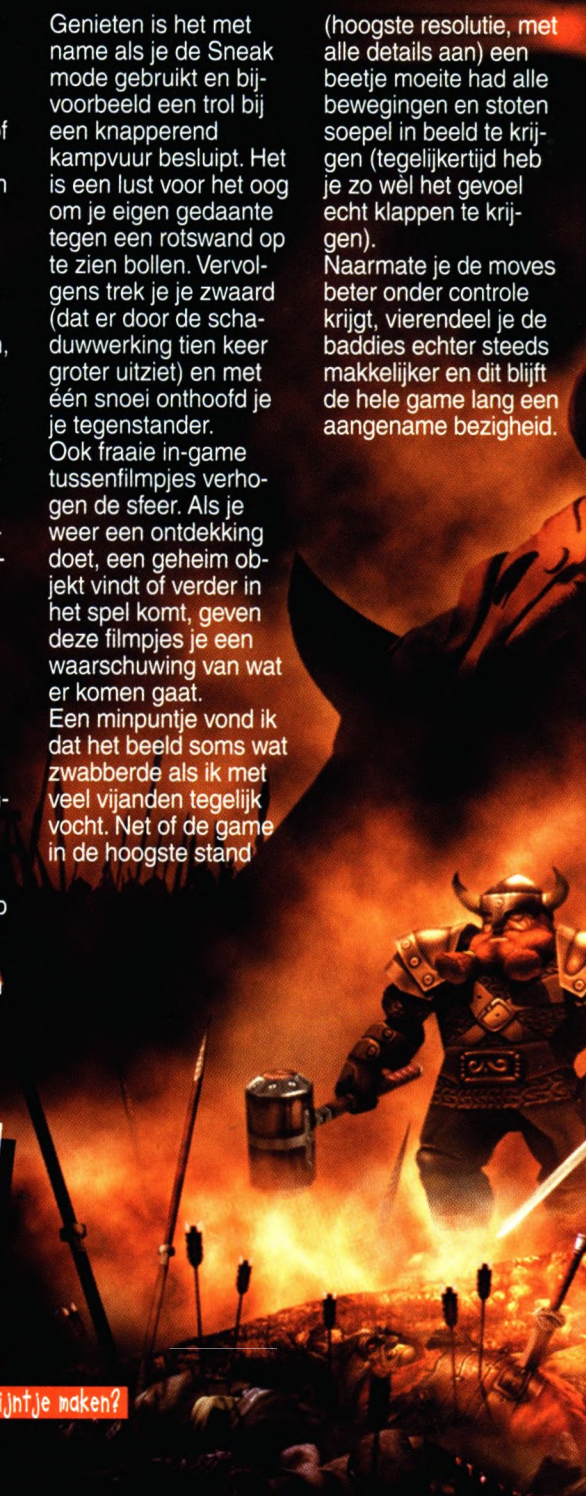 Genieten is het met
name als je de Sneak
mode gebruikt en bij-
voorbeeld een trol bij
een knapperend
kampvuur besluipt. Het
is een lust voor het oog
om je eigen gedaante
tegen een rotswand op
te zien bollen. Vervol-
gens trek je je zwaard
(dat er door de scha-
duwwerking tien keer
groter uitziet) en met
één snoei onthoofd je
je tegenstander.
Ook fraaie in-game
tussenfilmpjes verho-
gen de sfeer. Als je
weer een ontdekking
doet, een geheim ob-
jekt vindt of verder in
het spel komt, geven
deze filmpjes je een
waarschuwing van wat
er komen gaat.
Een minpuntje vond ik
dat het beeld soms wat
zwabberde als ik met
veel vijanden tegelijk
vocht. Net of de game
in de hoogste stand
(hoogste resolutie, met
alle details aan) een
beetje moeite had alle
bewegingen en stoten
soepel in beeld te krij-
gen (tegelijkertijd heb
je zo wèl het gevoel
echt klappen te krij-
gen).
Naarmate je de moves
beter onder controle
krijgt, vierendeel je de
baddies echter steeds
makkelijker en dit blijft
de hele game lang een
aangename bezigheid.
ijntje maken?